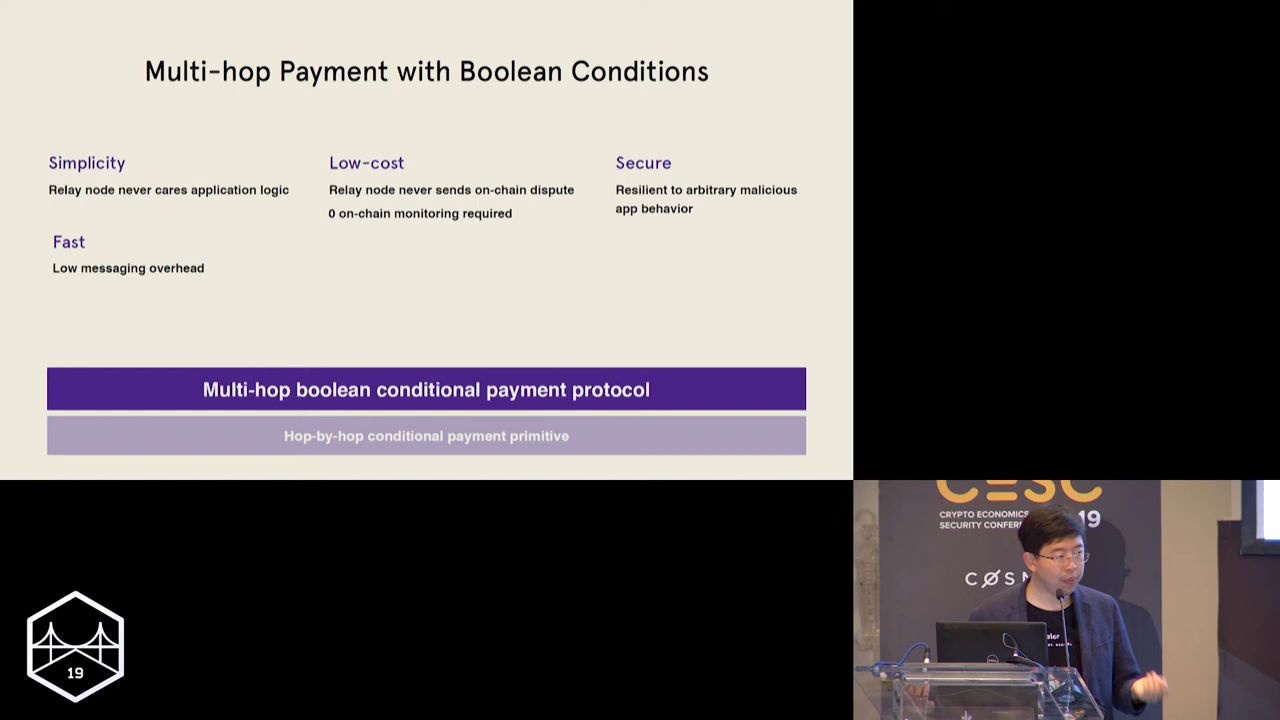 Multi-hop Payment with Boolean Conditions
Simplicity
Relay node never cares application logic
Low-cost
Relay node never sends on-chain dispute
0 on-chain monitoring required
Secure
Resilient to arbitrary malicious
app behavior
Fast
Low messaging overhead
Multi-hop boolean conditional payment protocol
Hop-by-hop conditional payment primitive
CESC
CRYPTO ECONOMICS
SECURITY
19
19